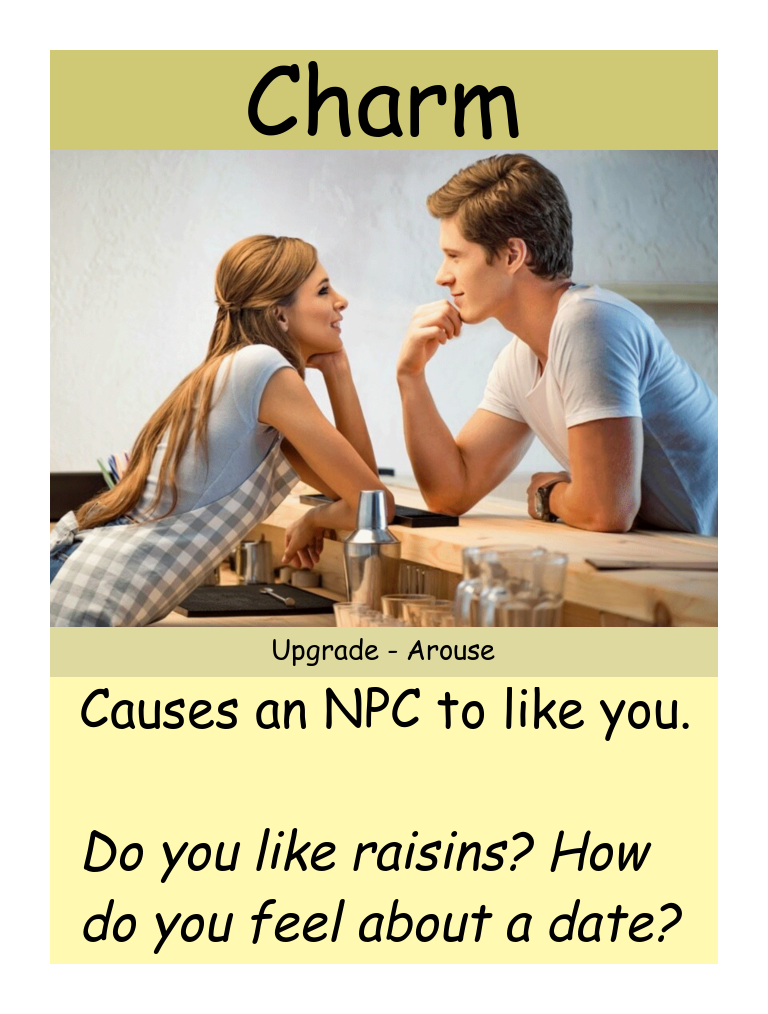 Charm
Upgrade - Arouse
Causes an NPC to like you.
Do you like raisins? How
do you feel about a date?